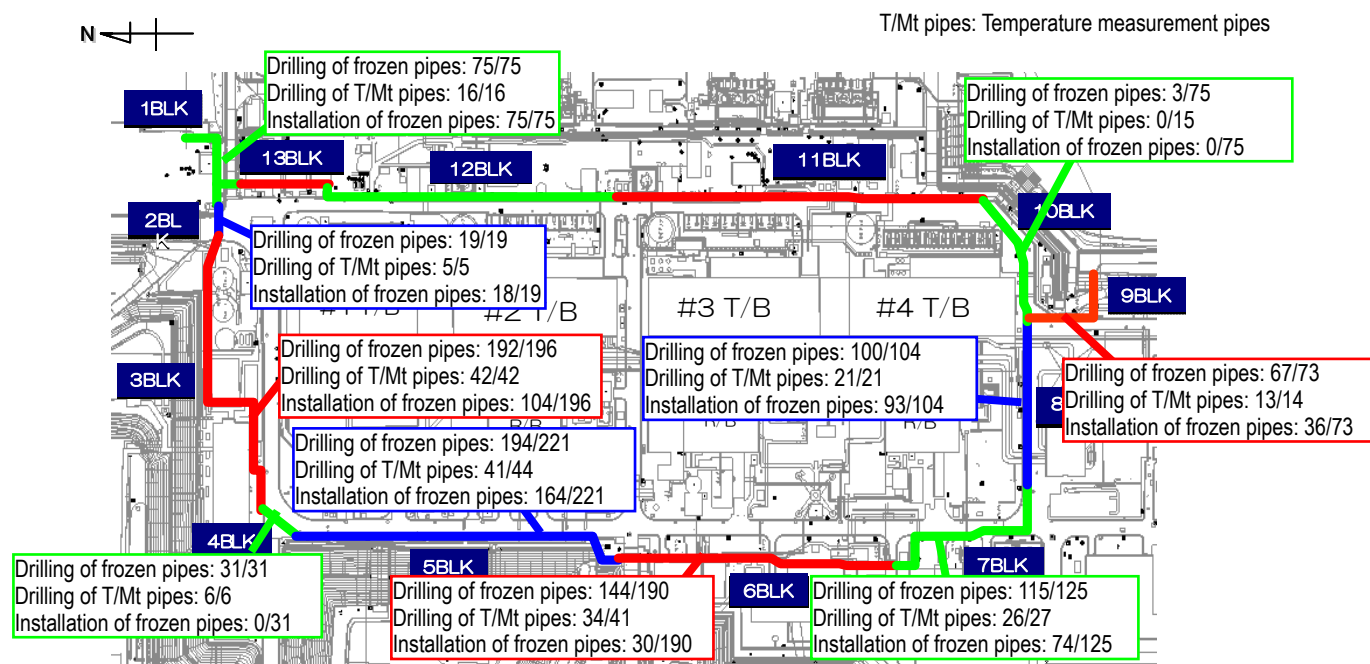 T/Mt pipes: Temperature measurement pipes
N
Drilling of frozen pipes: 75/75
Drilling of T/Mt pipes: 16/16
Installation of frozen pipes: 75/75
1BLK
13BLK
12BLK
11BLK
Drilling of frozen pipes: 3/75
Drilling of T/Mt pipes: 0/15
Installation of frozen pipes: 0/75
10BLK
2BL
K
Drilling of frozen pipes: 19/19
Drilling of T/Mt pipes: 5/5
Installation of frozen pipes: 18/19
#1 T/B
#2 T/B
#3 T/B
#4 T/B
9BLK
3BLK
Drilling of frozen pipes: 192/196
Drilling of T/Mt pipes: 42/42
Installation of frozen pipes: 104/196
Drilling of frozen pipes: 100/104
Drilling of T/Mt pipes: 21/21
Installation of frozen pipes: 93/104
8
Drilling of frozen pipes: 67/73
Drilling of T/Mt pipes: 13/14
Installation of frozen pipes: 36/73
R/B
R/B
R/B
Drilling of frozen pipes: 194/221
Drilling of T/Mt pipes: 41/44
Installation of frozen pipes: 164/221
4BLK
5BLK
6BLK
7BLK
Drilling of frozen pipes: 31/31
Drilling of T/Mt pipes: 6/6
Installation of frozen pipes: 0/31
Drilling of frozen pipes: 144/190
Drilling of T/Mt pipes: 34/41
Installation of frozen pipes: 30/190
Drilling of frozen pipes: 115/125
Drilling of T/Mt pipes: 26/27
Installation of frozen pipes: 74/125